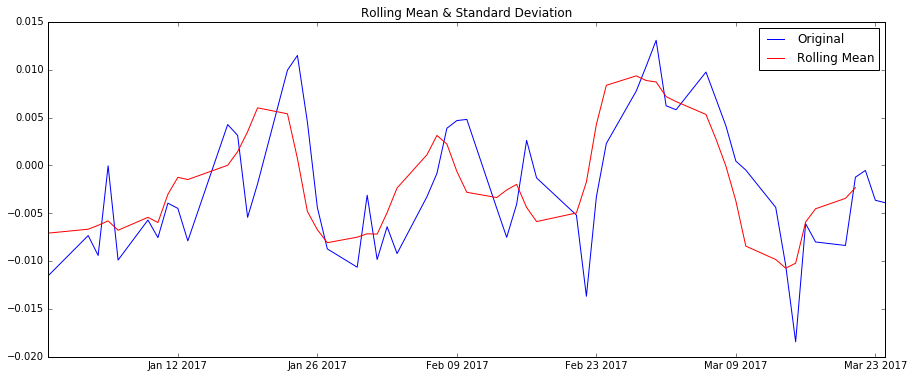 Rolling Mean & Standard Deviation
Original
Rolling Mean
0.015
0.010
0.005
0.000
−0.005
−0.010
−0.015
−0.020
Jan 12 2017 Jan 26 2017 Feb 09 2017 Feb 23 2017 Mar 09 2017 Mar 23 2017